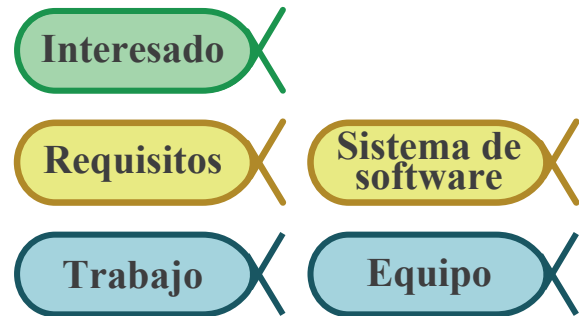 Interesado
Requisitos
Sistema de
software
Trabajo
Equipo